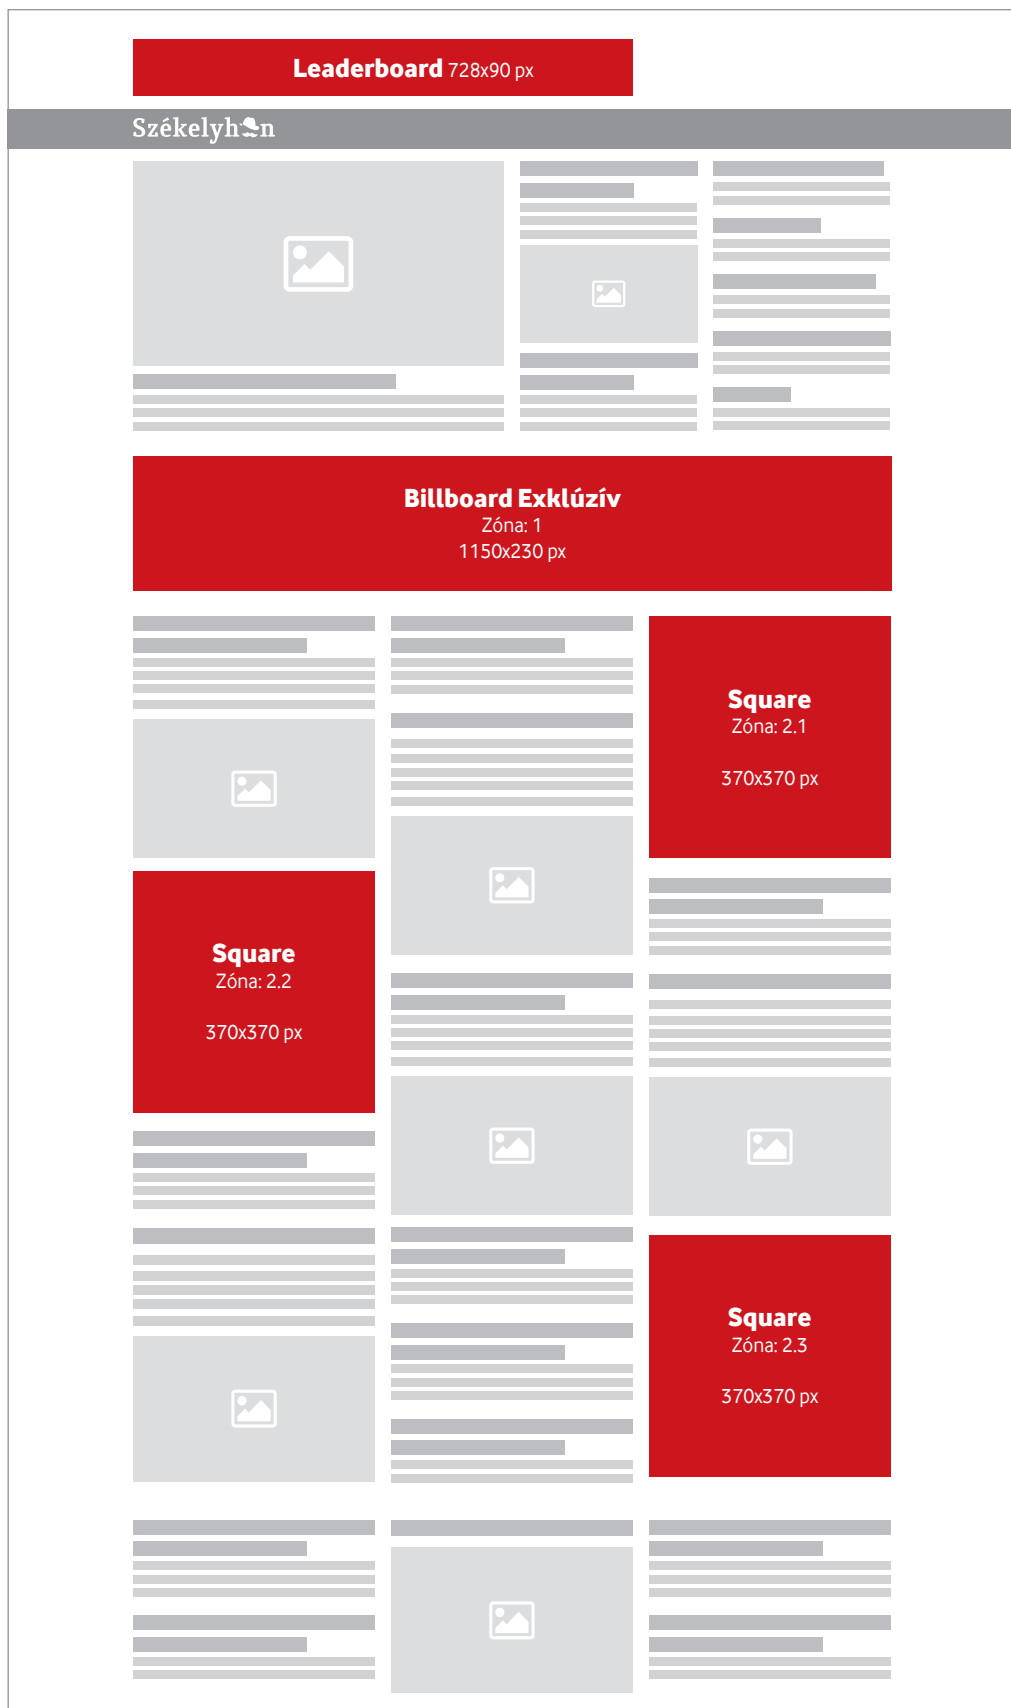 Leaderboard 728x90 px
Székelyhon
Billboard Exklúzív
Zóna: 1
1150x230 px
Square
Zóna: 2.1
370x370 px
Square
Zóna: 2.2
370x370 px
Square
Zóna: 2.3
370x370 px